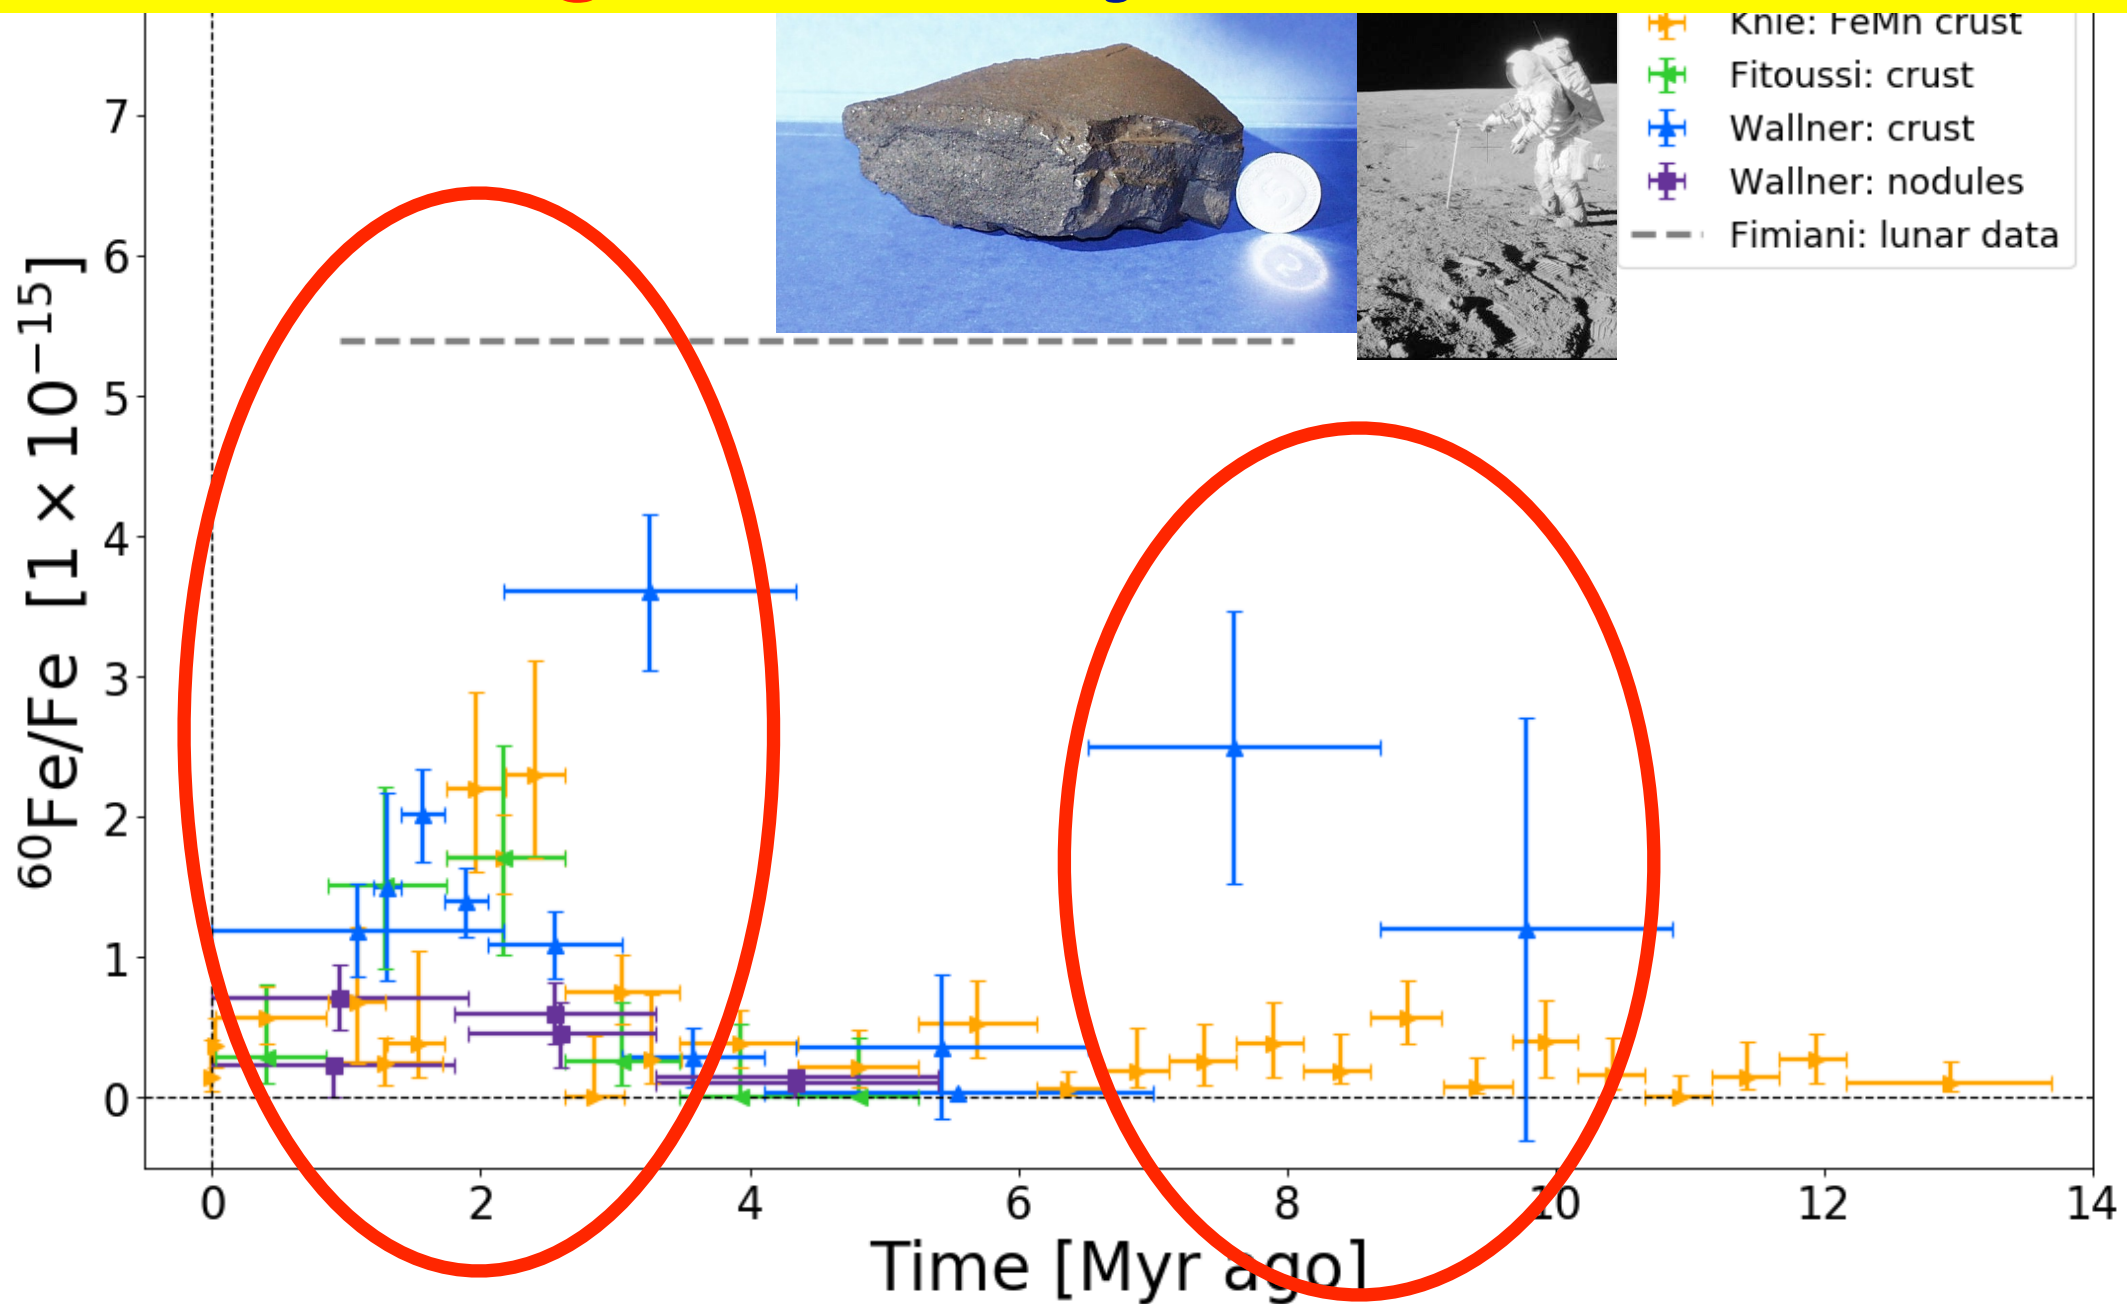 Knie: FeMn crust
Fitoussi: crust
Wallner: crust
Wallner: nodules
Fimiani: lunar data
⁶⁰Fe/Fe [1 × 10⁻¹⁵]
7
6
5
4
3
2
1
0
0 2 4 6 8 10 12 14
Time [Myr ago]